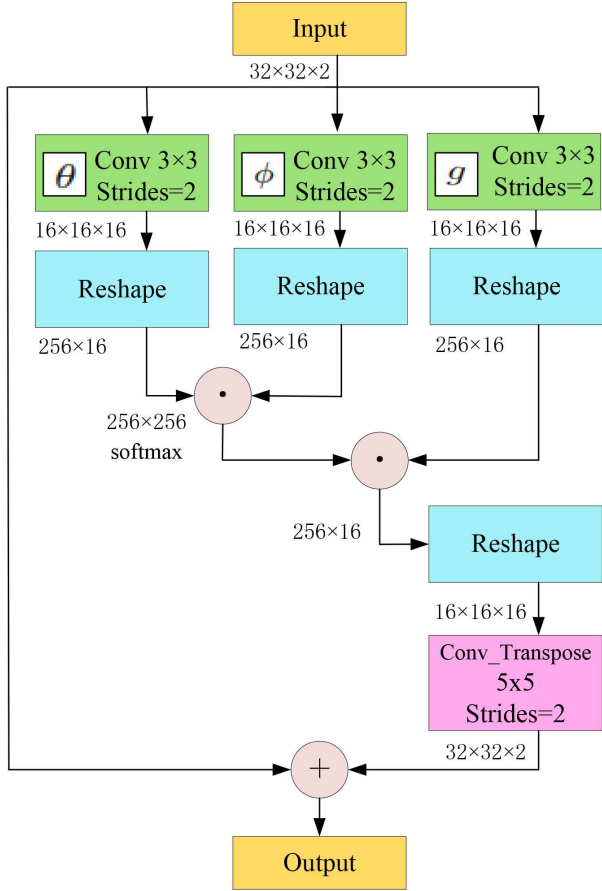 Input
32×32×2
θ
Conv 3×3
Strides=2
ϕ
Conv 3×3
Strides=2
g
Conv 3×3
Strides=2
16×16×16
16×16×16
16×16×16
Reshape
Reshape
Reshape
256×16
256×16
256×16
·
256×256
softmax
·
256×16
Reshape
16×16×16
Conv_Transpose
5x5
Strides=2
32×32×2
+
Output